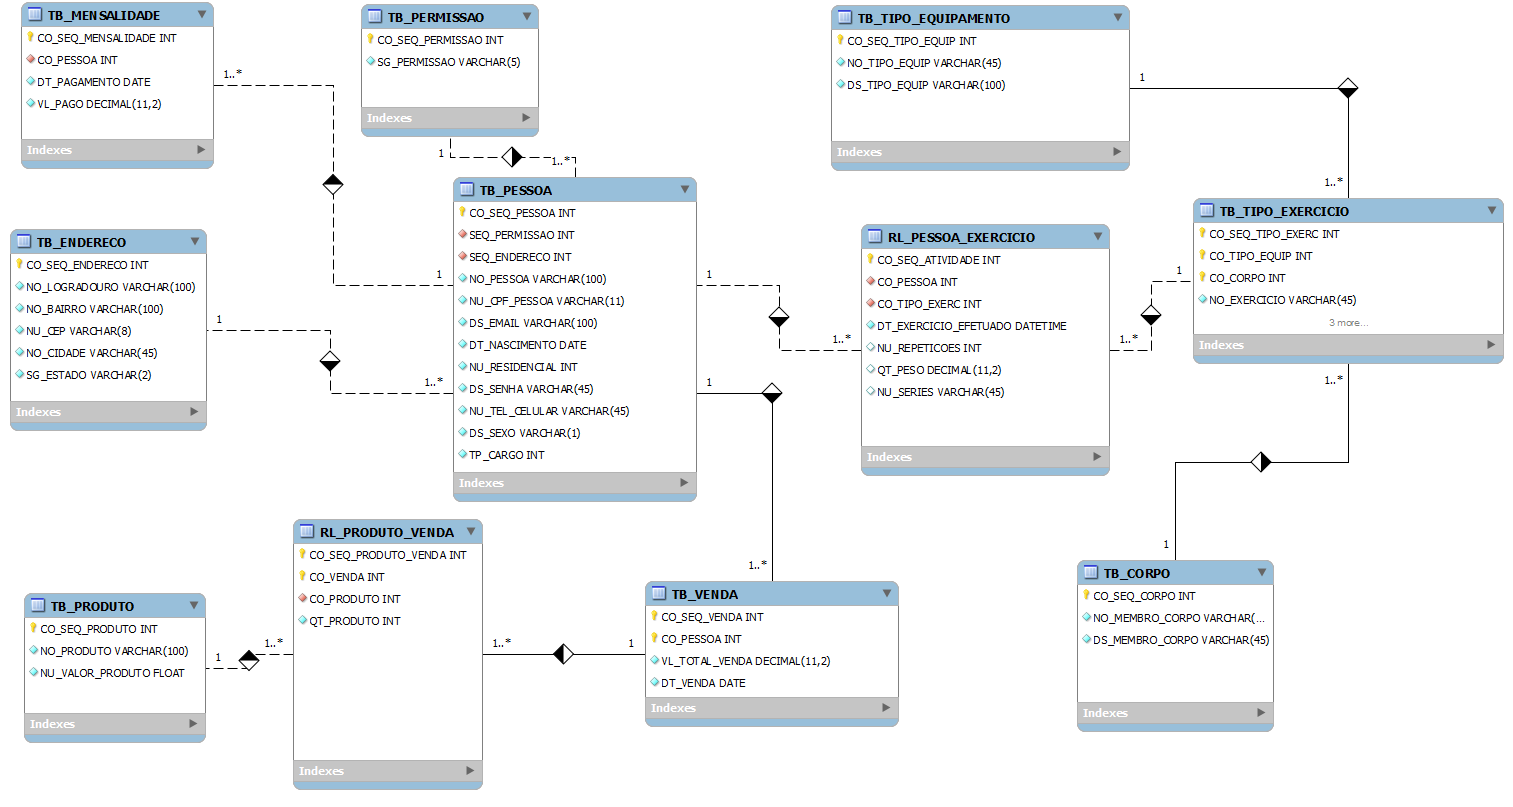 TB_MENSALIDADE
CO_SEQ_MENSALIDADE INT
CO_PESSOA INT
DT_PAGAMENTO DATE
VL_PAGO DECIMAL(11,2)
Indexes
1..*
1
TB_PERMISSAO
CO_SEQ_PERMISSAO INT
SG_PERMISSAO VARCHAR(5)
Indexes
1
1..*
TB_TIPO_EQUIPAMENTO
CO_SEQ_TIPO_EQUIP INT
NO_TIPO_EQUIP VARCHAR(45)
DS_TIPO_EQUIP VARCHAR(100)
Indexes
1
1..*
TB_ENDERECO
CO_SEQ_ENDERECO INT
NO_LOGRADOURO VARCHAR(100)
NO_BAIRRO VARCHAR(100)
NU_CEP VARCHAR(8)
NO_CIDADE VARCHAR(45)
SG_ESTADO VARCHAR(2)
Indexes
1
1..*
TB_PESSOA
CO_SEQ_PESSOA INT
SEQ_PERMISSAO INT
SEQ_ENDERECO INT
NO_PESSOA VARCHAR(100)
NU_CPF_PESSOA VARCHAR(11)
DS_EMAIL VARCHAR(100)
DT_NASCIMENTO DATE
NU_RESIDENCIAL INT
DS_SENHA VARCHAR(45)
NU_TEL_CELULAR VARCHAR(45)
DS_SEXO VARCHAR(1)
TP_CARGO INT
Indexes
1
1..*
1
1..*
RL_PESSOA_EXERCICIO
CO_SEQ_ATIVIDADE INT
CO_PESSOA INT
CO_TIPO_EXERC INT
DT_EXERCICIO_EFETUADO DATETIME
NU_REPETICOES INT
QT_PESO DECIMAL(11,2)
NU_SERIES VARCHAR(45)
Indexes
1..*
1
TB_TIPO_EXERCICIO
CO_SEQ_TIPO_EXERC INT
CO_TIPO_EQUIP INT
CO_CORPO INT
NO_EXERCICIO VARCHAR(45)
3 more...
Indexes
1..*
1
TB_PRODUTO
CO_SEQ_PRODUTO INT
NO_PRODUTO VARCHAR(100)
NU_VALOR_PRODUTO FLOAT
Indexes
1
1..*
RL_PRODUTO_VENDA
CO_SEQ_PRODUTO_VENDA INT
CO_VENDA INT
CO_PRODUTO INT
QT_PRODUTO INT
Indexes
1..*
1
TB_VENDA
CO_SEQ_VENDA INT
CO_PESSOA INT
VL_TOTAL_VENDA DECIMAL(11,2)
DT_VENDA DATE
Indexes
TB_CORPO
CO_SEQ_CORPO INT
NO_MEMBRO_CORPO VARCHAR(...
DS_MEMBRO_CORPO VARCHAR(45)
Indexes